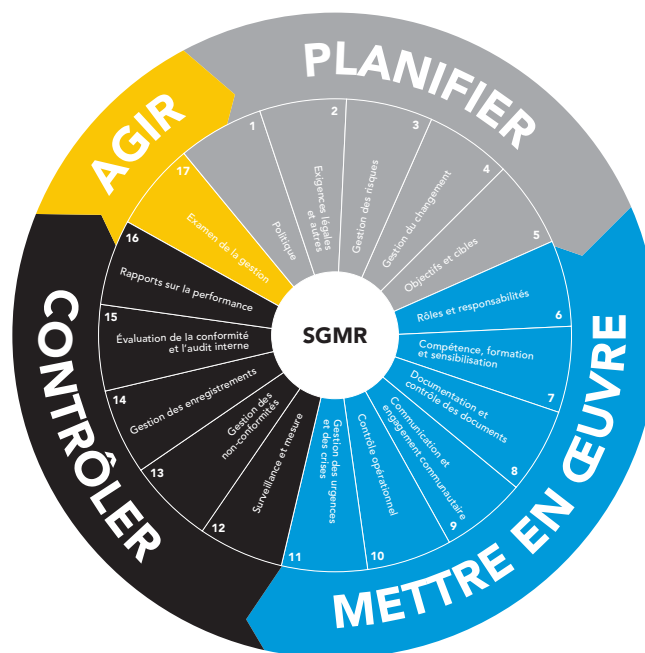 PLANIFIER
1
Politique
2
Exigences légales
et autres
3
Gestion des risques
4
Gestion du changement
5
Objectifs et cibles
METTRE EN ŒUVRE
6
Rôles et responsabilités
7
Compétence, formation
et sensibilisation
8
Documentation et
contrôle des documents
9
Communication et
engagement communautaire
10
Contrôle opérationnel
11
Gestion des urgences
et des crises
CONTRÔLER
12
Surveillance et mesure
13
Gestion des
non-conformités
14
Gestion des enregistrements
15
Évaluation de la conformité
et l'audit interne
16
Rapports sur la performance
AGIR
17
Examen de la gestion
SGMR